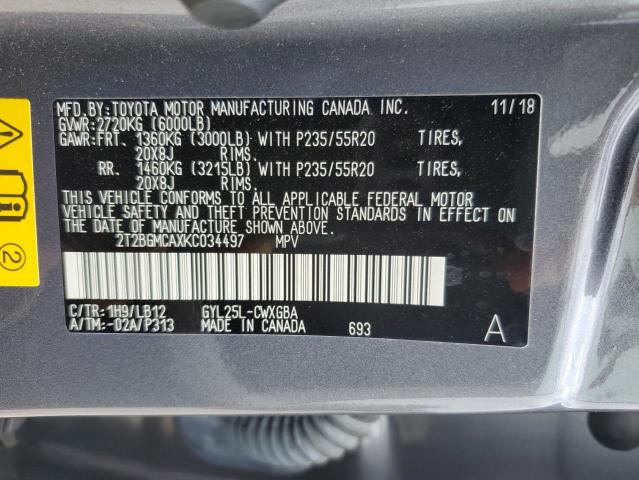 MFD.BY:TOYOTA MOTOR MANUFACTURING CANADA INC. 11/18
GVWR:2720KG (6000LB)
GAWR:FRT. 1360KG (3000LB) WITH P235/55R20 TIRES,
20X8J RIMS.
RR. 1460KG (3215LB) WITH P235/55R20 TIRES,
20X8J RIMS.
THIS VEHICLE CONFORMS TO ALL APPLICABLE FEDERAL MOTOR
VEHICLE SAFETY AND THEFT PREVENTION STANDARDS IN EFFECT ON
THE DATE OF MANUFACTURE SHOWN ABOVE.
2T2BGMCAXKC034497 MPV
C/TR:1H9/LB12 GYL25L-CWXGBA
A/TM:-02A/P313 MADE IN CANADA 693 A
2